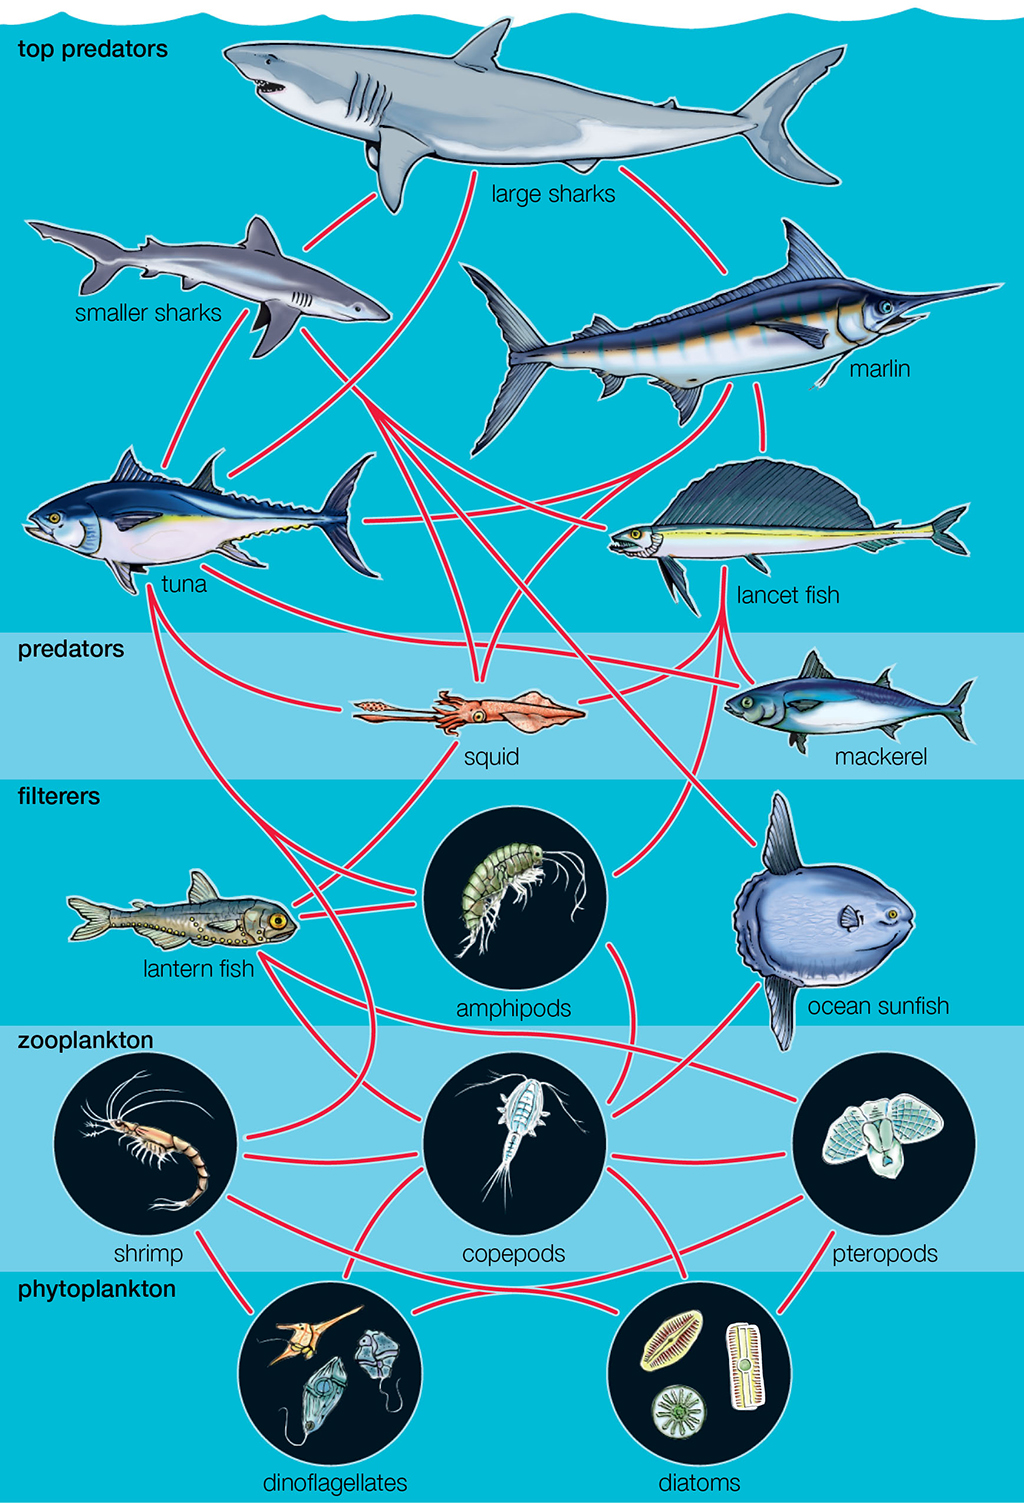 top predators
large sharks
smaller sharks
marlin
tuna
lancet fish
predators
squid
mackerel
filterers
lantern fish
amphipods
ocean sunfish
zooplankton
shrimp
copepods
pteropods
phytoplankton
dinoflagellates
diatoms